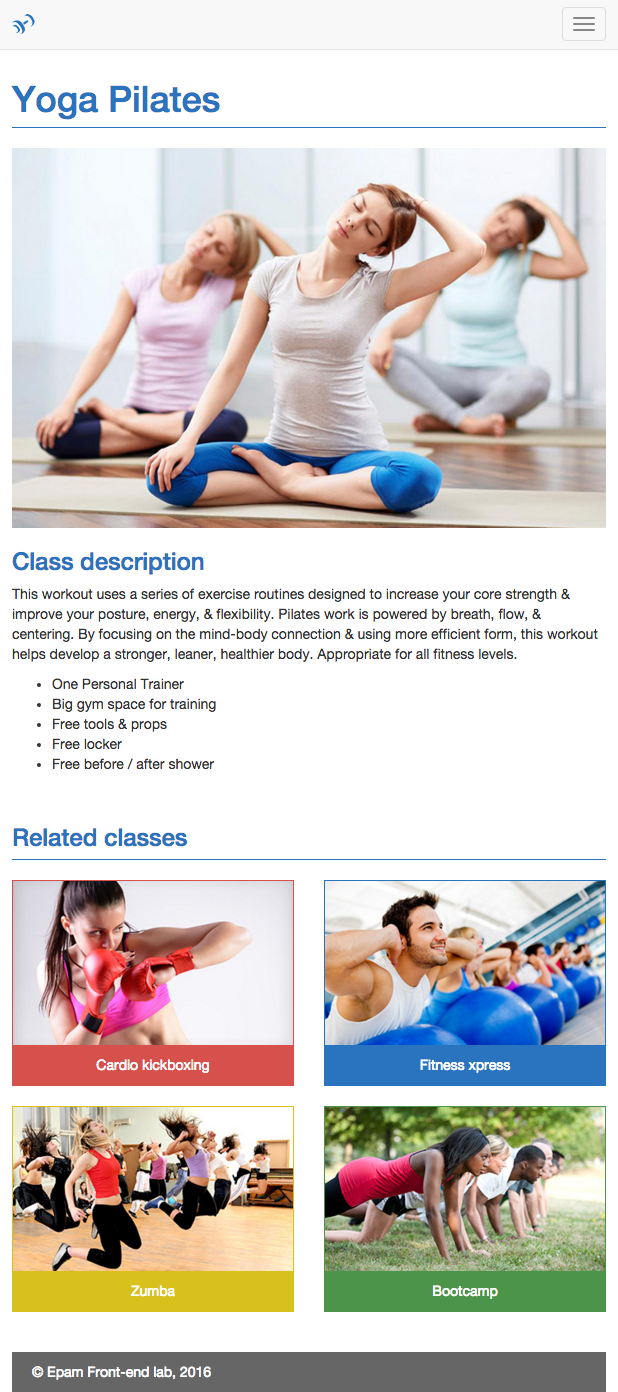 Yoga Pilates
Class description
This workout uses a series of exercise routines designed to increase your core strength &
improve your posture, energy, & flexibility. Pilates work is powered by breath, flow, &
centering. By focusing on the mind-body connection & using more efficient form, this workout
helps develop a stronger, leaner, healthier body. Appropriate for all fitness levels.
• One Personal Trainer
• Big gym space for training
• Free tools & props
• Free locker
• Free before / after shower
Related classes
Cardio kickboxing
Fitness xpress
Zumba
Bootcamp
© Epam Front-end lab, 2016